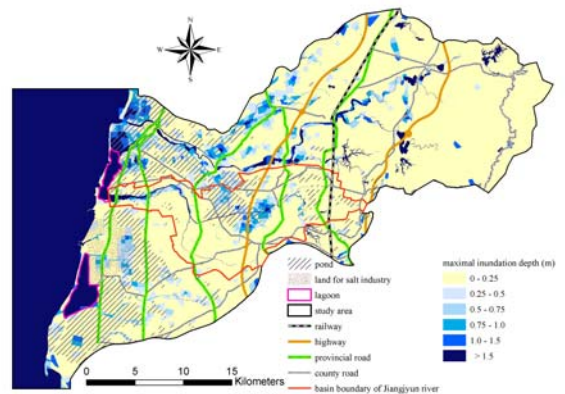 N
W E
S
pond
land for salt industry
lagoon
study area
railway
highway
provincial road
county road
basin boundary of Jiangjyun river
maximal inundation depth (m)
0 - 0.25
0.25 - 0.5
0.5 - 0.75
0.75 - 1.0
1.0 - 1.5
> 1.5
0 5 10 15
Kilometers